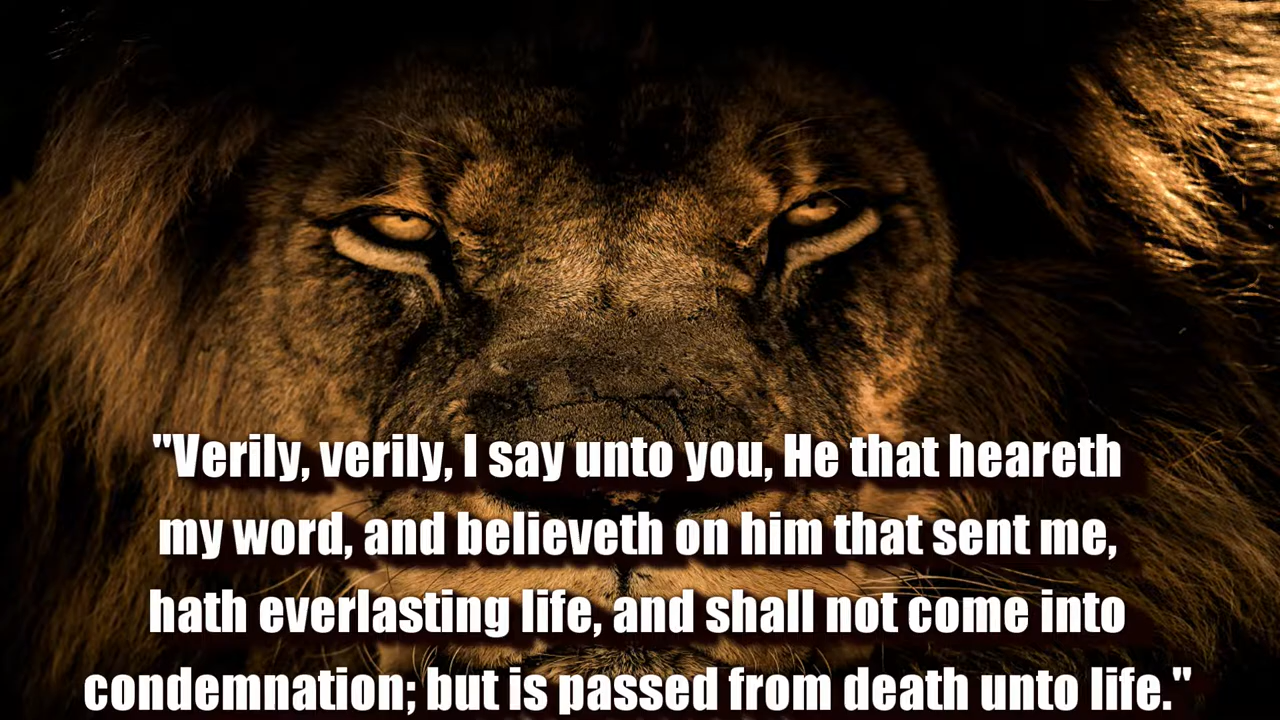 "Verily, verily, I say unto you, He that heareth
my word, and believeth on him that sent me,
hath everlasting life, and shall not come into
condemnation; but is passed from death unto life."